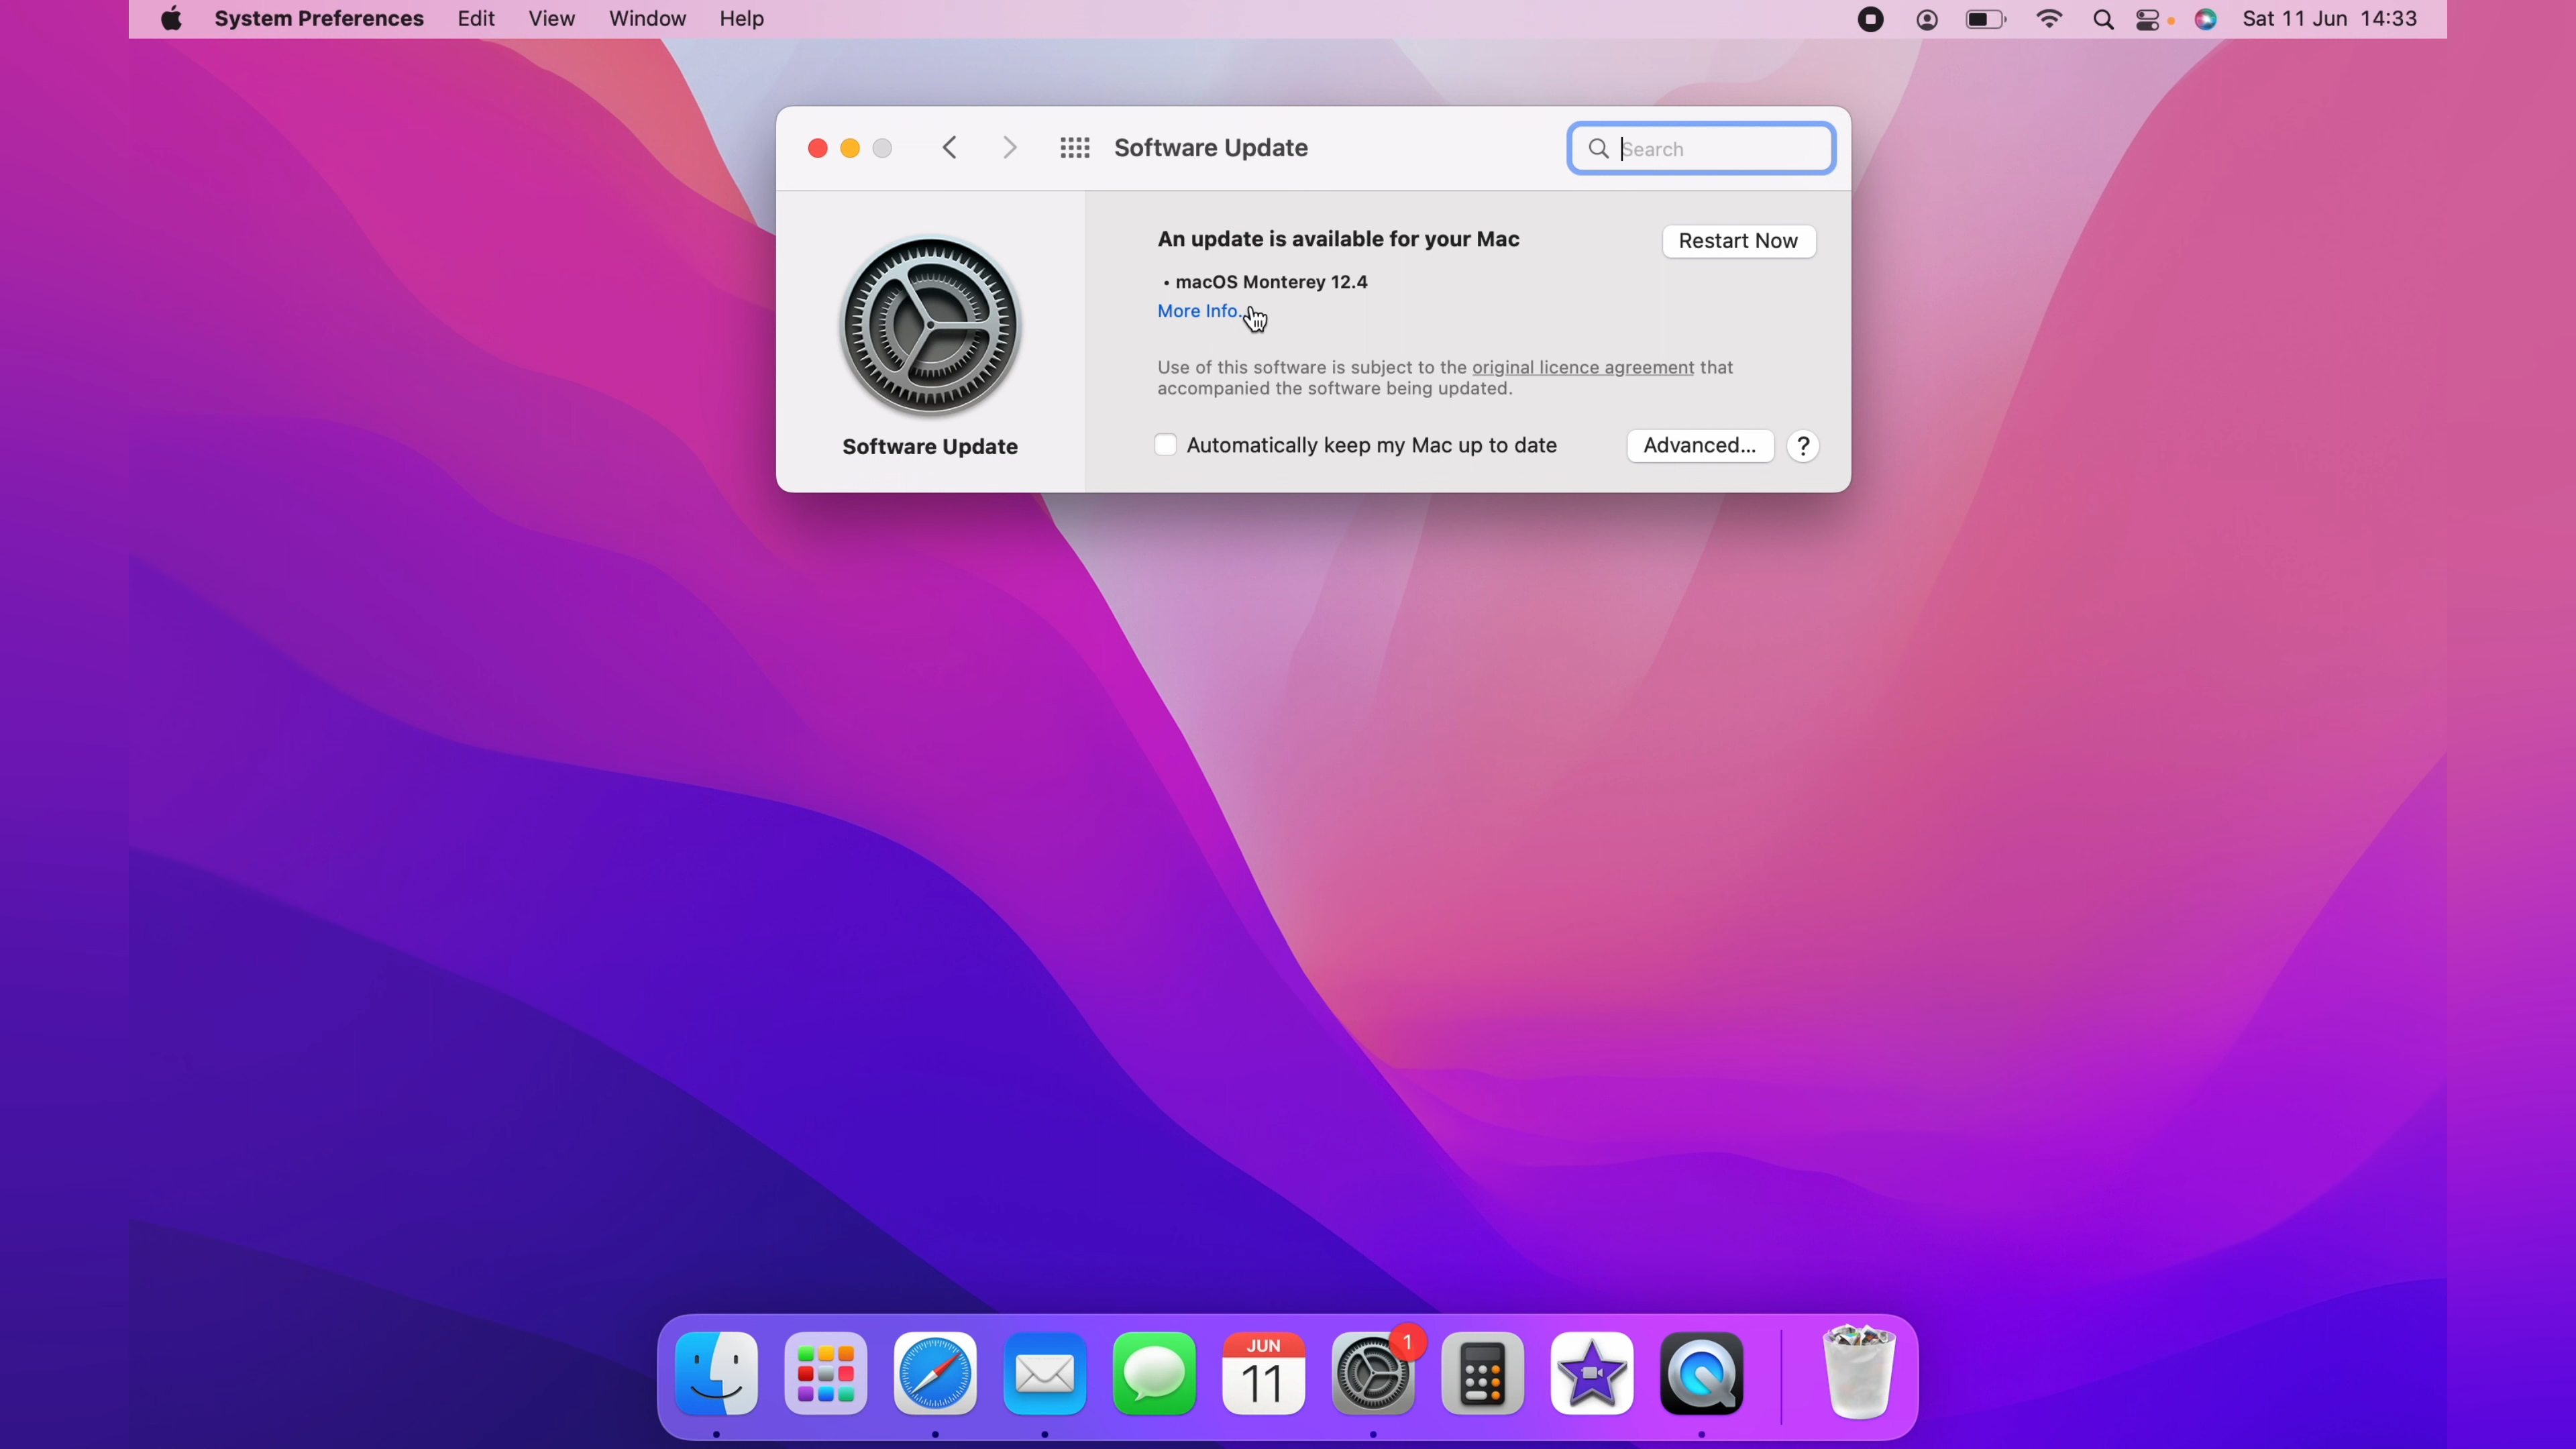 System Preferences Edit View Window Help Sat 11 Jun 14:33
Software Update Search
An update is available for your Mac Restart Now
• macOS Monterey 12.4
More Info.
Use of this software is subject to the original licence agreement that
accompanied the software being updated.
Software Update
Automatically keep my Mac up to date Advanced... ?
JUN
11
1